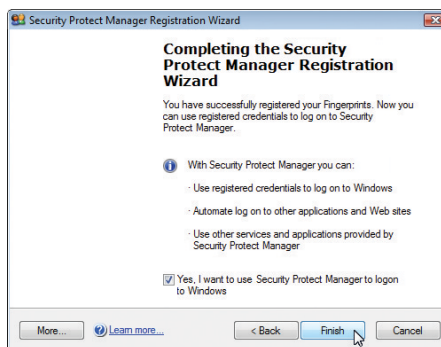 Security Protect Manager Registration Wizard
Completing the Security
Protect Manager Registration
Wizard
You have successfully registered your Fingerprints. Now you
can use registered credentials to log on to Security
Protect Manager.
With Security Protect Manager you can:
· Use registered credentials to log on to Windows
· Automate log on to other applications and Web sites
· Use other services and applications provided by
Security Protect Manager
Yes, I want to use Security Protect Manager to logon
to Windows
More... Learn more... < Back Finish Cancel